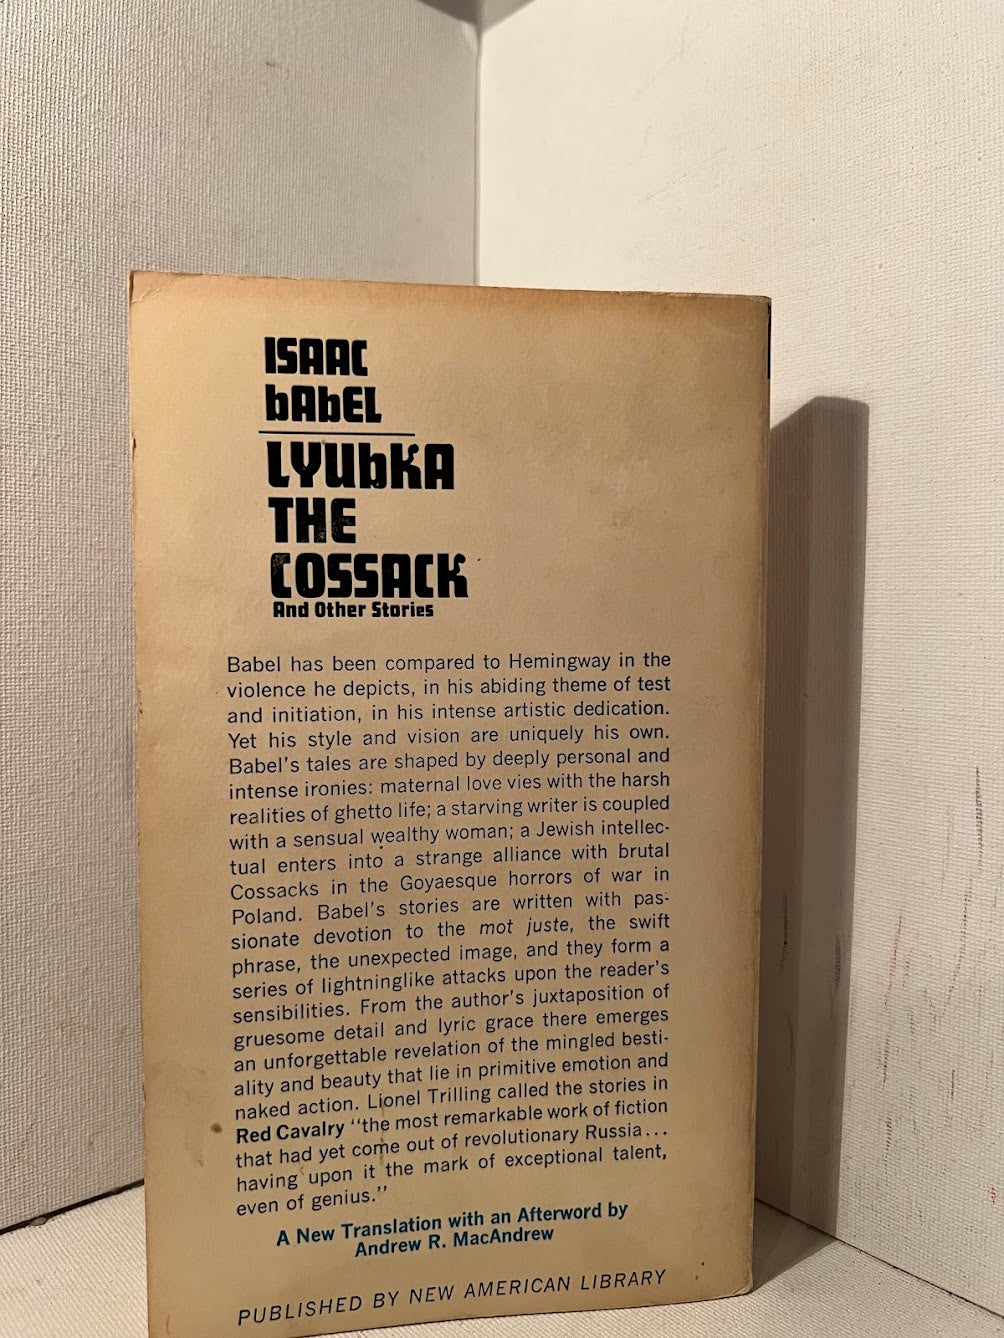 ISAAC
bAbEL
LYUbKA
THE
COSSACK
And Other Stories
Babel has been compared to Hemingway in the
violence he depicts, in his abiding theme of test
and initiation, in his intense artistic dedication.
Yet his style and vision are uniquely his own.
Babel's tales are shaped by deeply personal and
intense ironies: maternal love vies with the harsh
realities of ghetto life; a starving writer is coupled
with a sensual wealthy woman; a Jewish intellec-
tual enters into a strange alliance with brutal
Cossacks in the Goyaesque horrors of war in
Poland. Babel's stories are written with pas-
sionate devotion to the mot juste, the swift
phrase, the unexpected image, and they form a
series of lightninglike attacks upon the reader's
sensibilities. From the author's juxtaposition of
gruesome detail and lyric grace there emerges
an unforgettable revelation of the mingled besti-
ality and beauty that lie in primitive emotion and
naked action. Lionel Trilling called the stories in
Red Cavalry "the most remarkable work of fiction
that had yet come out of revolutionary Russia...
having upon it the mark of exceptional talent,
even of genius."
A New Translation with an Afterword by
Andrew R. MacAndrew
PUBLISHED BY NEW AMERICAN LIBRARY